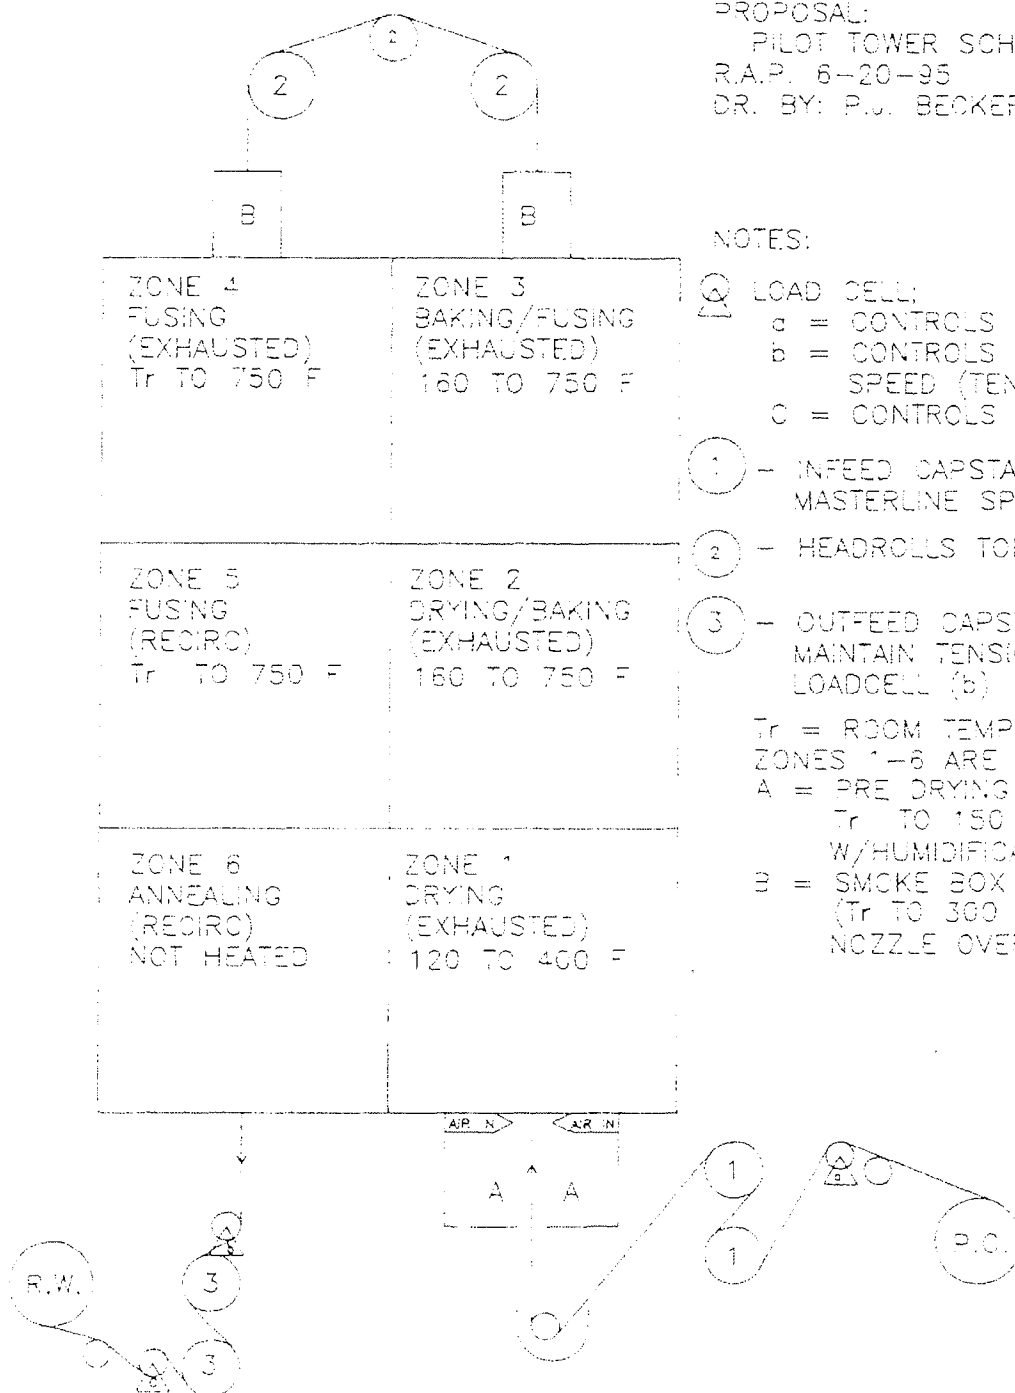 PROPOSAL:
PILOT TOWER SCH
R.A.P. 6-20-95
DR. BY: P.J. BECKER
2
2
2
B
B
NOTES:
ZONE 4
FUSING
(EXHAUSTED)
Tr TO 750 F
ZONE 3
BAKING/FUSING
(EXHAUSTED)
160 TO 750 F
LOAD CELL;
a = CONTROLS
b = CONTROLS
SPEED (TEN
C = CONTROLS
1 - INFEED CAPSTA
MASTERLINE SP
2 - HEADROLLS TO
3 - OUTFEED CAPS
MAINTAIN TENSI
LOADCELL (b)
ZONE 5
FUSING
(RECIRC)
Tr TO 750 F
ZONE 2
DRYING/BAKING
(EXHAUSTED)
160 TO 750 F
Tr = ROOM TEMP
ZONES 1-6 ARE
A = PRE DRYING
Tr TO 150
W/HUMIDIFICA
B = SMOKE BOX
(Tr TO 300
NOZZLE OVE
ZONE 6
ANNEALING
(RECIRC)
NOT HEATED
ZONE 1
DRYING
(EXHAUSTED)
120 TO 400 F
AIR IN
AIR IN
A
A
1
1
P.O.
R.W.
3
3